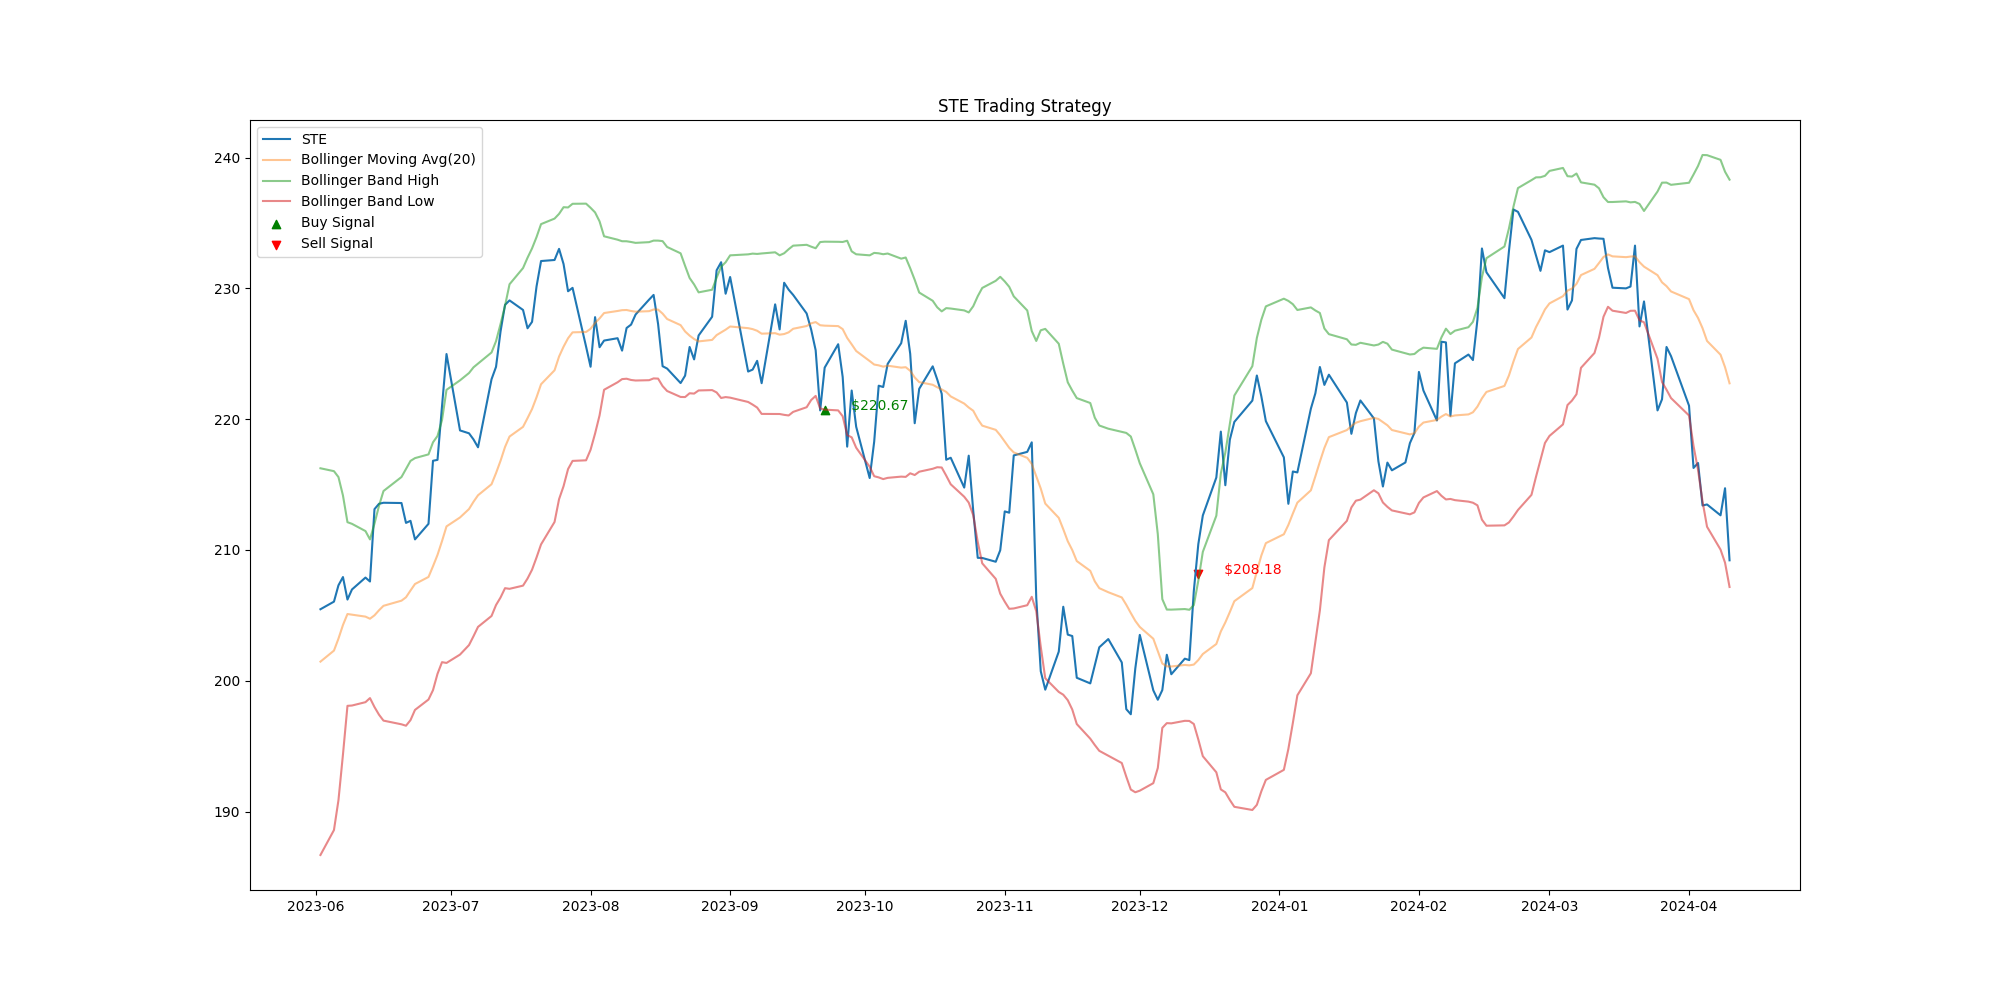 STE Trading Strategy
STE
Bollinger Moving Avg(20)
Bollinger Band High
Bollinger Band Low
Buy Signal
Sell Signal
240
230
220
210
200
190
$220.67
$208.18
2023-06 2023-07 2023-08 2023-09 2023-10 2023-11 2023-12 2024-01 2024-02 2024-03 2024-04